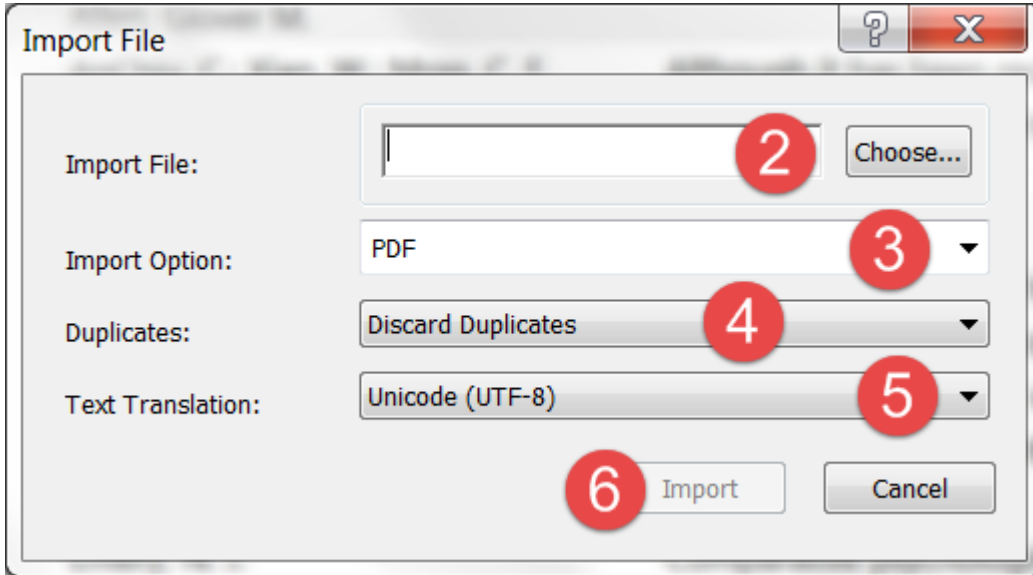 Import File
Import File:
2
Choose...
Import Option:
PDF
3
Duplicates:
Discard Duplicates
4
Text Translation:
Unicode (UTF-8)
5
6
Import
Cancel